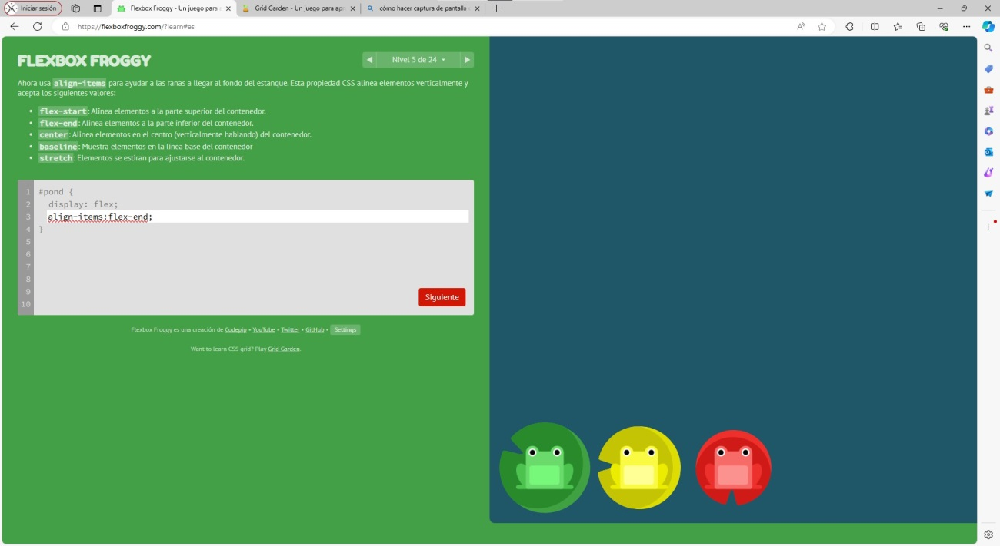 Iniciar sesión
Flexbox Froggy - Un juego para
Grid Garden - Un juego para apr
cómo hacer captura de pantalla
https://flexboxfroggy.com/?learn#es
FLEXBOX FROGGY
Nivel 5 de 24
Ahora usa align-items para ayudar a las ranas a llegar al fondo del estanque. Esta propiedad CSS alinea elementos verticalmente y
acepta los siguientes valores:
flex-start: Alinea elementos a la parte superior del contenedor.
flex-end: Alinea elementos a la parte inferior del contenedor.
center: Alinea elementos en el centro (verticalmente hablando) del contenedor.
baseline: Muestra elementos en la línea base del contenedor
stretch: Elementos se estiran para ajustarse al contenedor.
1 #pond {
2 display: flex;
3 align-items:flex-end;
4 }
5
6
7
8
9
10
Siguiente
Flexbox Froggy es una creación de Codepip • YouTube • Twitter • GitHub • Settings
Want to learn CSS grid? Play Grid Garden.